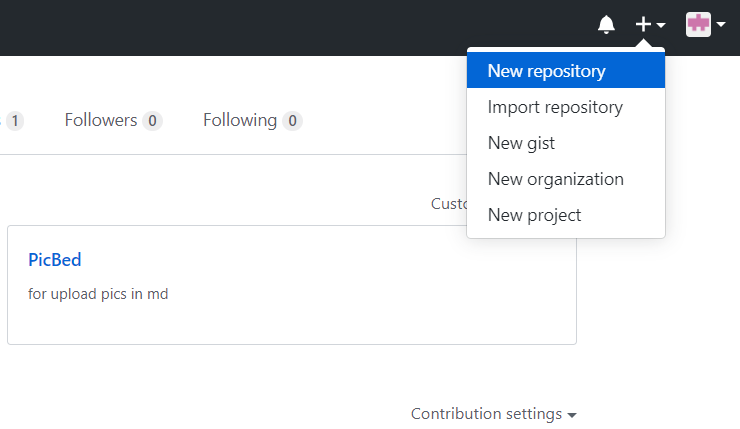 New repository
Import repository
New gist
New organization
New project
1
Followers 0
Following 0
PicBed
for upload pics in md
Contribution settings